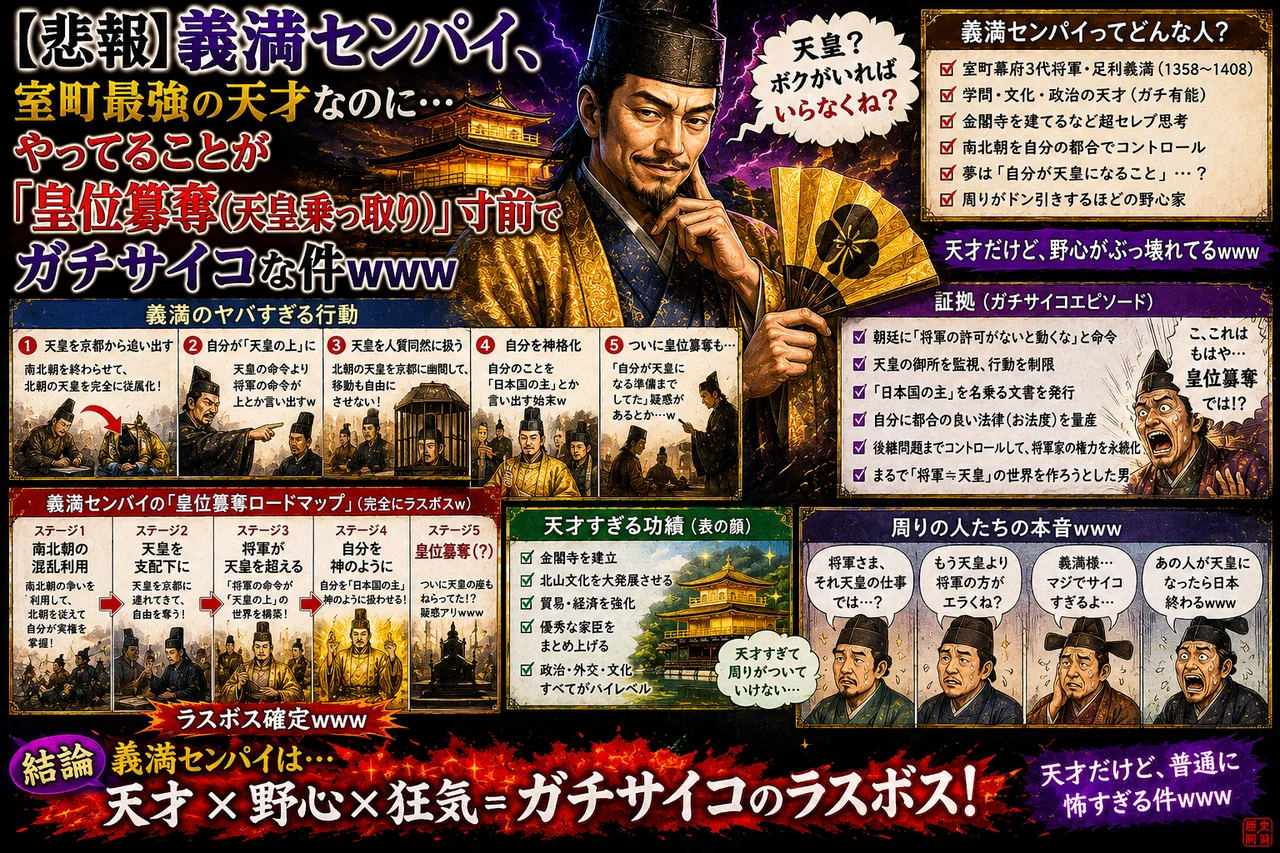 【悲報】義満センパイ、
室町最強の天才なのに…
やってることが
「皇位簒奪(天皇乗っ取り)」寸前で
ガチサイコな件www
天皇？
ボクがいれば
いらなくね？
義満センパイってどんな人？
室町幕府3代将軍・足利義満（1358〜1408）
学問・文化・政治の天才（ガチ有能）
金閣寺を建てるなど超セレブ思考
南北朝を自分の都合でコントロール
夢は「自分が天皇になること」…？
周りがドン引きするほどの野心家
天才だけど、野心がぶっ壊れてるwww
義満のヤバすぎる行動
1 天皇を京都から追い出す
南北朝を終わらせて、
北朝の天皇を完全に従属化！
2 自分が「天皇の上」に
天皇の命令より
将軍の命令が
上とか言い出すw
3 天皇を人質同然に扱う
北朝の天皇を京都に幽閉して、
移動も自由に
させない！
4 自分を神格化
自分のことを
「日本国の主」とか
言い出す始末w
5 ついに皇位簒奪も…
「自分が天皇
になる準備まで
してた」疑惑が
あるとか…w
証拠（ガチサイコエピソード）
朝廷に「将軍の許可がないと動くな」と命令
天皇の御所を監視、行動を制限
「日本国の主」を名乗る文書を発行
自分に都合の良い法律（お法度）を量産
後継問題までコントロールして、将軍家の権力を永続化
まるで「将軍≒天皇」の世界を作ろうとした男
こ、これは
もはや…
皇位簒奪
では!?
義満センパイの「皇位簒奪ロードマップ」（完全にラスボスw）
ステージ1
南北朝の
混乱利用
南北朝の争いを
利用して、
北朝を従えて
自分が実権を
掌握！
ステージ2
天皇を
支配下に
天皇を京都に
連れてきて、
自由を奪う！
ステージ3
将軍が
天皇を超える
「将軍の命令が
「天皇の上」の
世界を構築！
ステージ4
自分を
神のように
自分を「日本国の主」
神のように扱わせる！
ステージ5
皇位簒奪（？）
ついに天皇の座も
ねらってた!?
疑惑アリwww
ラスボス確定www
天才すぎる功績（表の顔）
金閣寺を建立
北山文化を大発展させる
貿易・経済を強化
優秀な家臣を
まとめ上げる
政治・外交・文化
すべてがハイレベル
天才すぎて
周りがついて
いけない…
周りの人たちの本音www
将軍さま、
それ天皇の仕事
では…？
もう天皇より
将軍の方が
エラくね？
義満様…
マジでサイコ
すぎるよ…
あの人が天皇に
なったら日本
終わるwww
結論
義満センパイは…
天才×野心×狂気=ガチサイコのラスボス！
天才だけど、普通に
怖すぎる件www